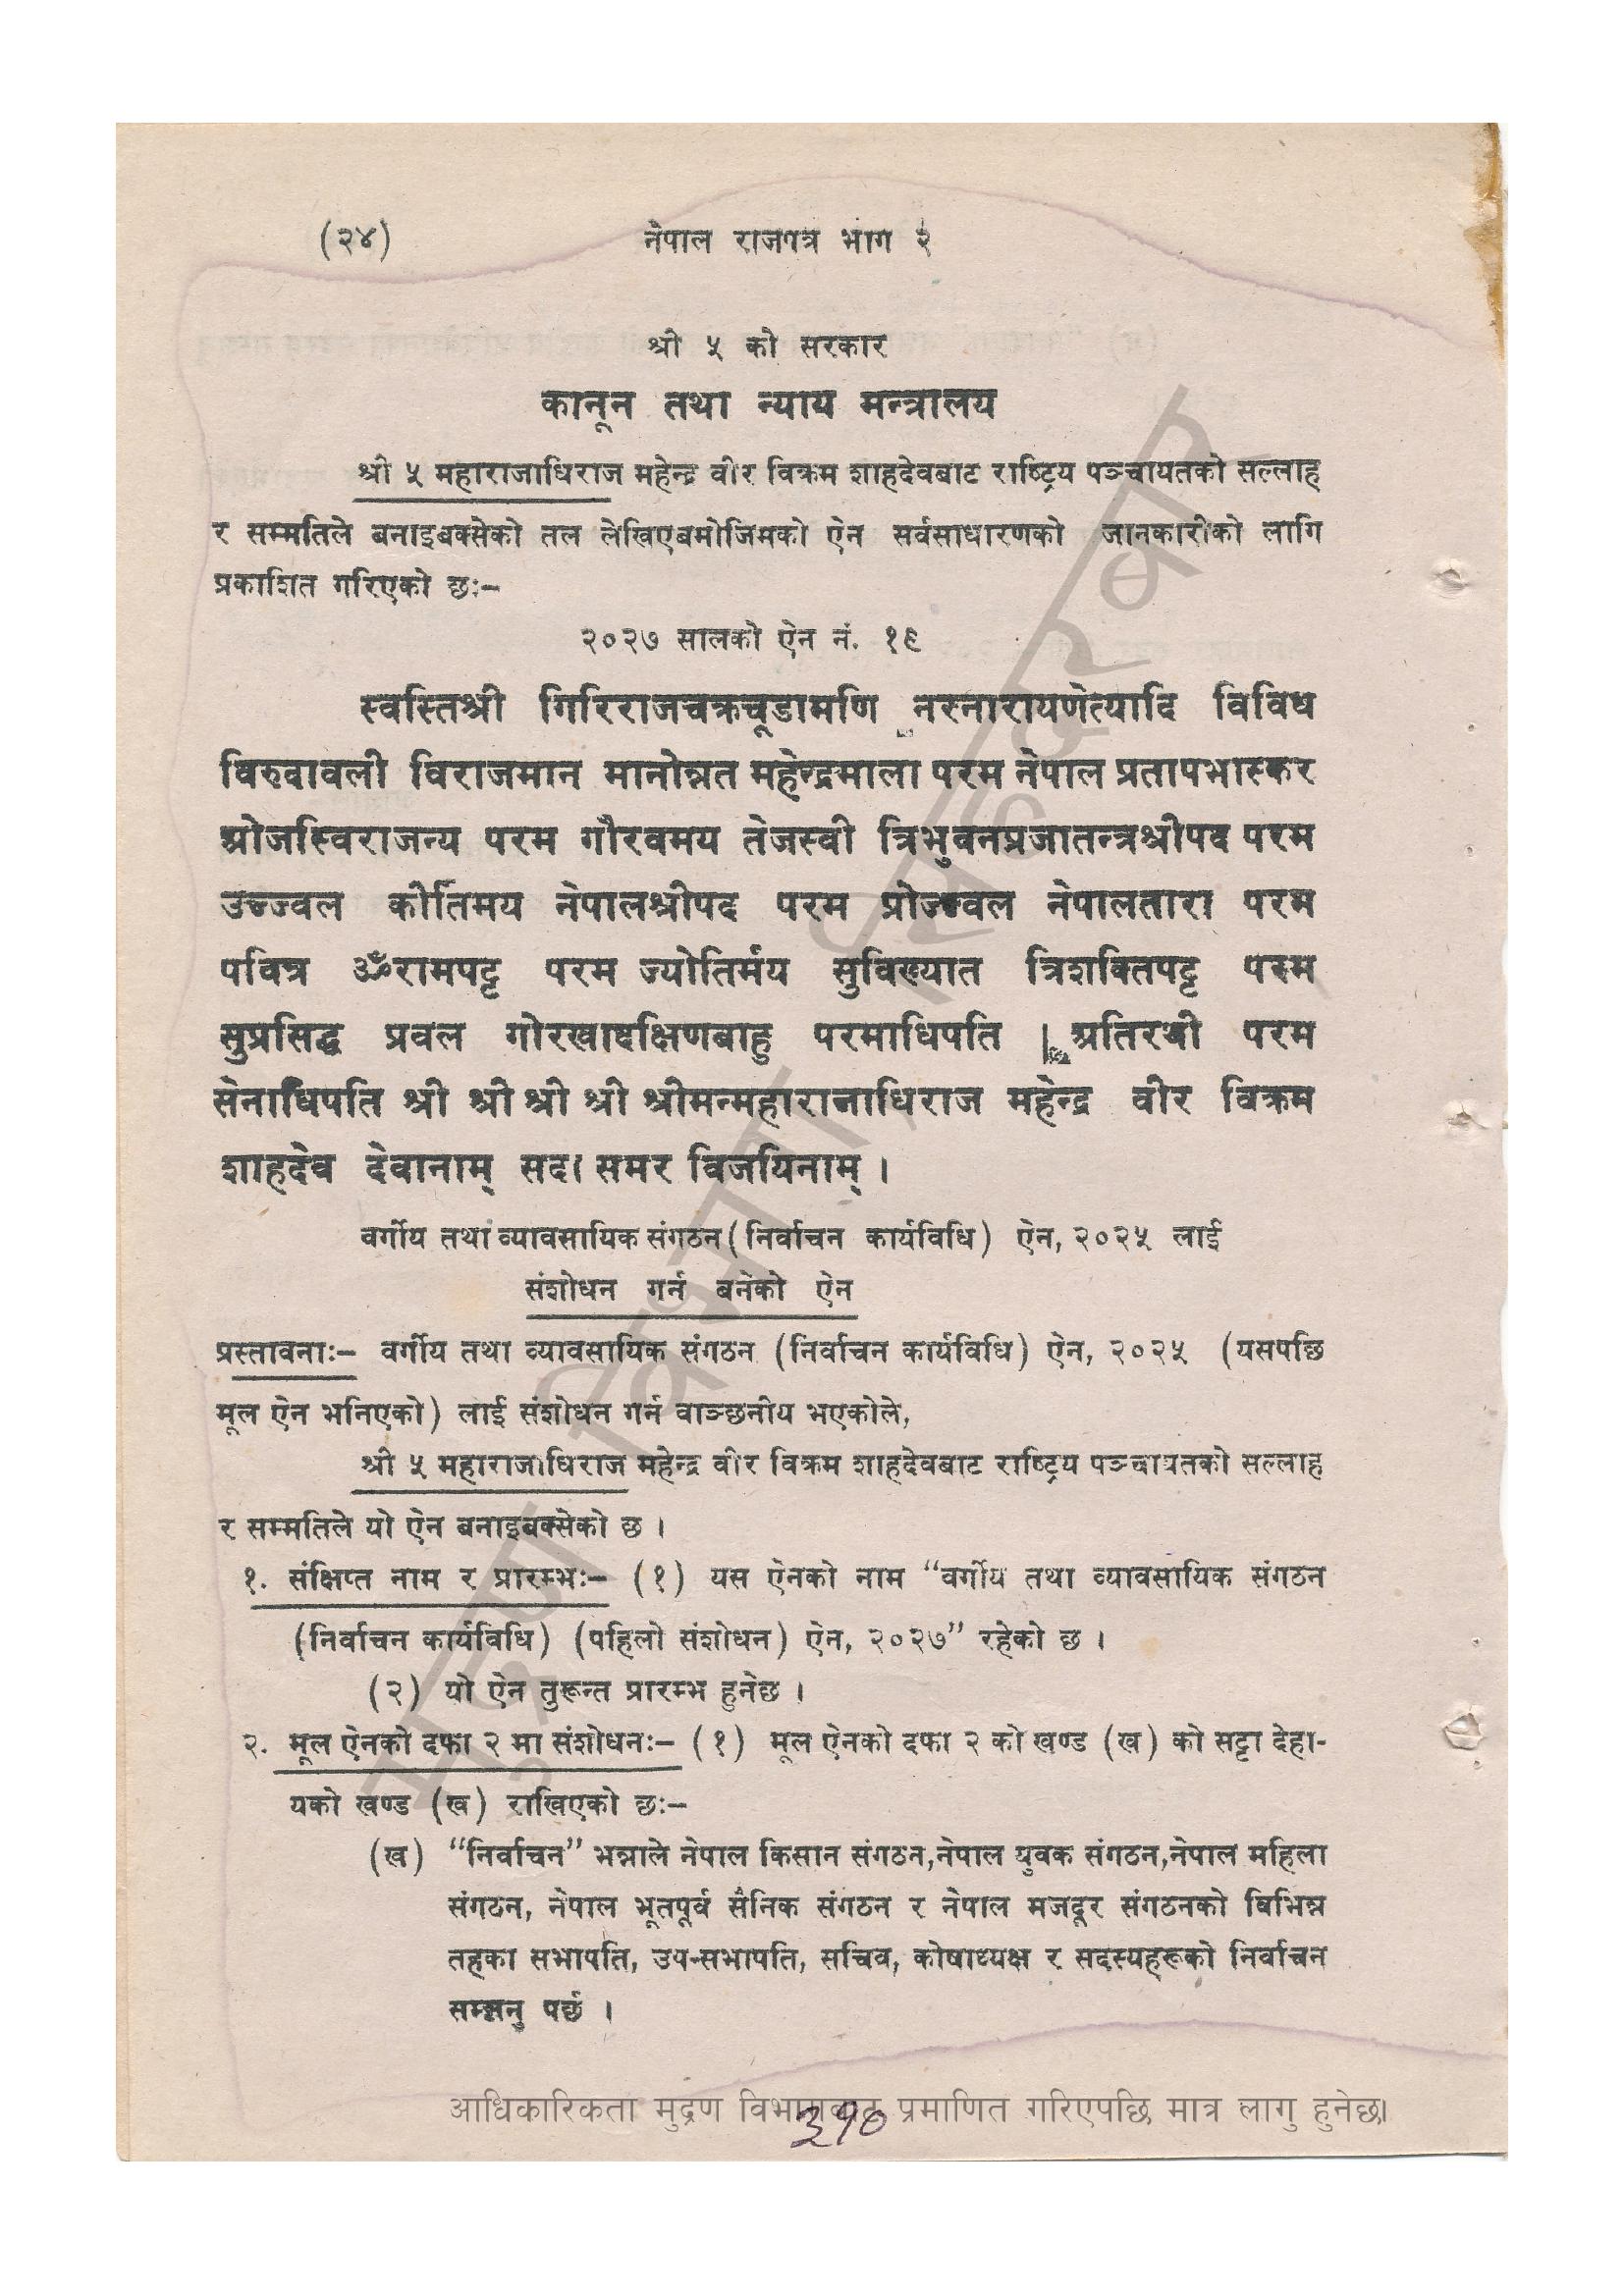 (२४) नेपाल राजपत्र भाग २
श्री ५ को सरकार
कानून तथा न्याय मन्त्रालय
श्री ५ महाराजाधिराज महेन्द्र वीर विक्रम शाहदेवबाट राष्ट्रिय पञ्चायतको सल्लाह
र सम्मतिले बनाइबक्सेको तल लेखिएबमोजिमको ऐन सर्वसाधारणको जानकारीको लागि
प्रकाशित गरिएको छः–
२०२७ सालको ऐन नं. १९
स्वस्तिश्री गिरिराजचक्रचूडामणि नरनारायणेत्यादि विविध
विरुदावली विराजमान मानोन्नत महेन्द्रमाला परम नेपाल प्रतापभास्कर
ओजस्विराजन्य परम गौरवमय तेजस्वी त्रिभुवनप्रजातन्त्रश्रीपद परम
उज्ज्वल कीर्तिमय नेपालश्रीपद परम प्रोज्ज्वल नेपालतारा परम
पवित्र ॐरामपट्ट परम ज्योतिर्मय सुविख्यात त्रिशक्तिपट्ट परम
सुप्रसिद्ध प्रवल गोरखादक्षिणबाहु परमाधिपति अतिरथी परम
सेनाधिपति श्री श्री श्री श्री श्रीमन्महाराजाधिराज महेन्द्र वीर विक्रम
शाहदेव देवानाम् सदा समर विजयिनाम् ।
वर्गीय तथा व्यावसायिक संगठन (निर्वाचन कार्यविधि) ऐन, २०२५ लाई
संशोधन गर्न बनेको ऐन
प्रस्तावनाः– वर्गीय तथा व्यावसायिक संगठन (निर्वाचन कार्यविधि) ऐन, २०२५ (यसपछि
मूल ऐन भनिएको) लाई संशोधन गर्न वाञ्छनीय भएकोले,
श्री ५ महाराजाधिराज महेन्द्र वीर विक्रम शाहदेवबाट राष्ट्रिय पञ्चायतको सल्लाह
र सम्मतिले यो ऐन बनाइबक्सेको छ ।
१. संक्षिप्त नाम र प्रारम्भः– (१) यस ऐनको नाम “वर्गीय तथा व्यावसायिक संगठन
(निर्वाचन कार्यविधि) (पहिलो संशोधन) ऐन, २०२७” रहेको छ ।
(२) यो ऐन तुरून्त प्रारम्भ हुनेछ ।
२. मूल ऐनको दफा २ मा संशोधनः– (१) मूल ऐनको दफा २ को खण्ड (ख) को सट्टा देहा-
यको खण्ड (ख) राखिएको छः–
(ख) “निर्वाचन” भन्नाले नेपाल किसान संगठन,नेपाल युवक संगठन,नेपाल महिला
संगठन, नेपाल भूतपूर्व सैनिक संगठन र नेपाल मजदूर संगठनको विभिन्न
तहका सभापति, उप-सभापति, सचिव, कोषाध्यक्ष र सदस्यहरूको निर्वाचन
सम्झनु पर्छ ।
आधिकारिकता मुद्रण विभागबाट प्रमाणित गरिएपछि मात्र लागु हुनेछ।
३१०
मुद्रण विभाग, सिंहदरबार